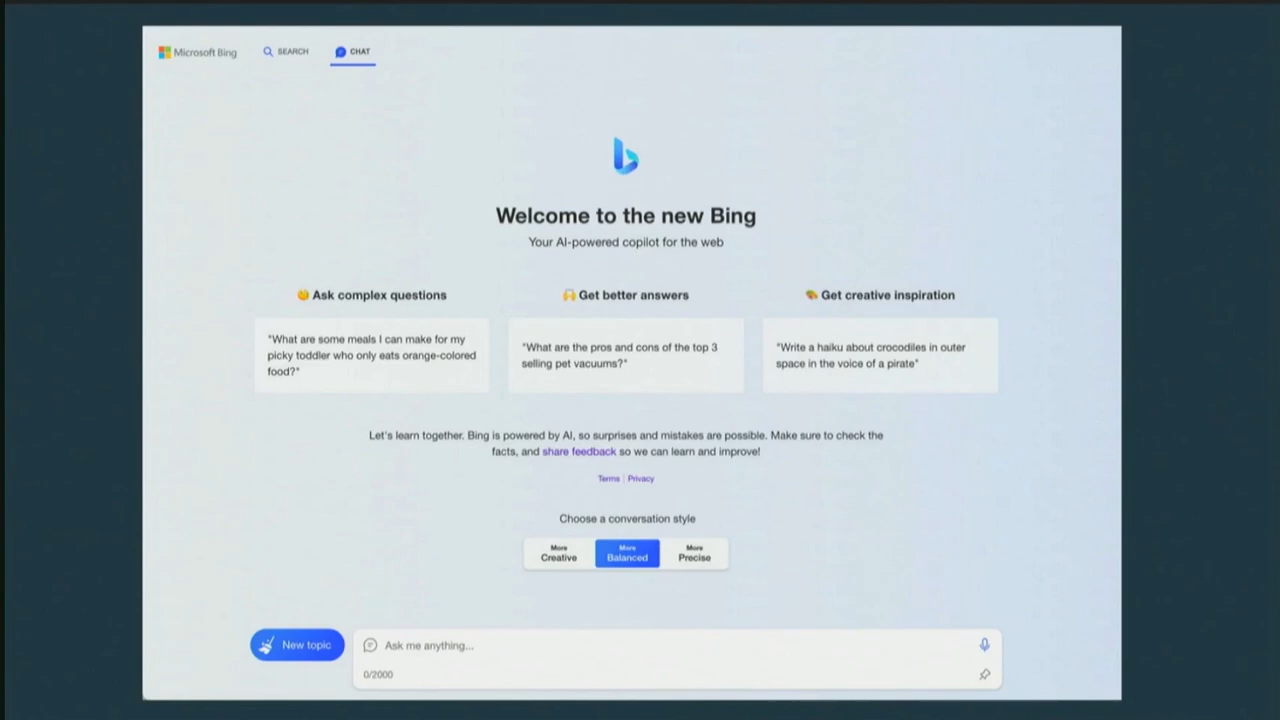 Microsoft Bing
SEARCH
CHAT
Welcome to the new Bing
Your AI-powered copilot for the web
Ask complex questions
"What are some meals I can make for my
picky toddler who only eats orange-colored
food?"
Get better answers
"What are the pros and cons of the top 3
selling pet vacuums?"
Get creative inspiration
"Write a haiku about crocodiles in outer
space in the voice of a pirate"
Let's learn together. Bing is powered by AI, so surprises and mistakes are possible. Make sure to check the
facts, and share feedback so we can learn and improve!
Terms | Privacy
Choose a conversation style
More
Creative
More
Balanced
More
Precise
New topic
Ask me anything...
0/2000